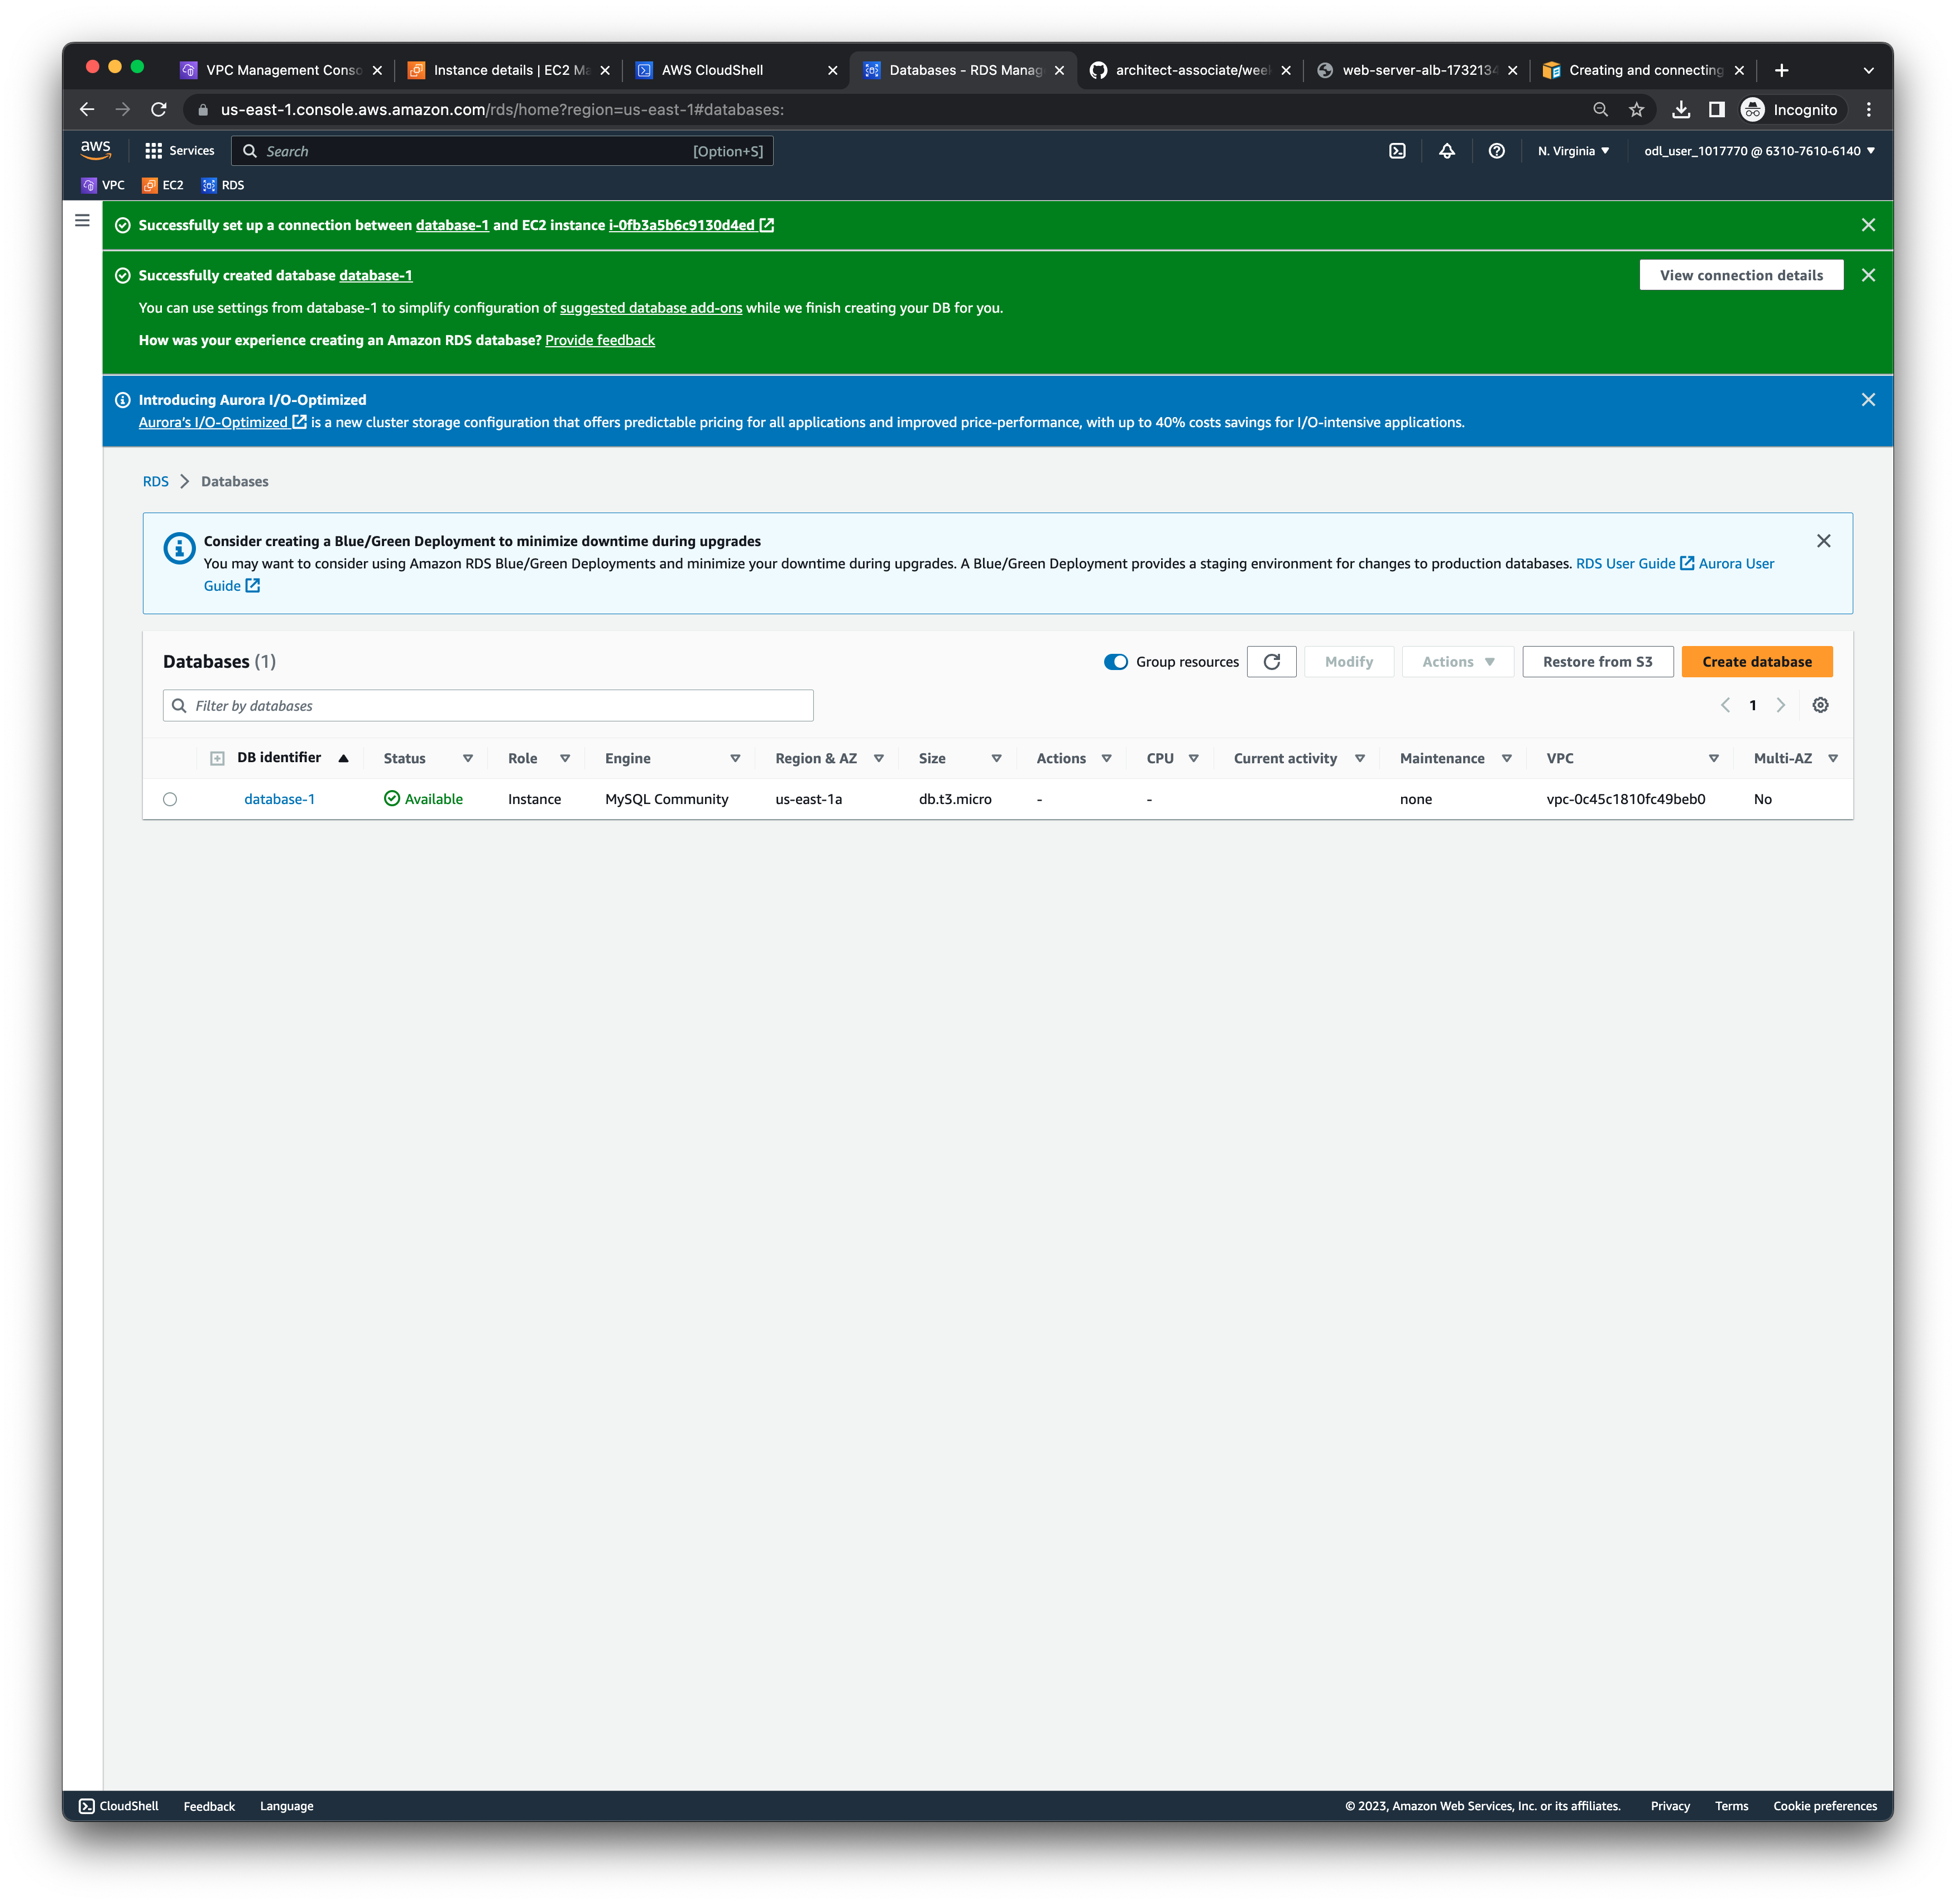 VPC Management Conso
Instance details | EC2 Ma
AWS CloudShell
Databases - RDS Manag
architect-associate/wee
web-server-alb-1732134
Creating and connecting
us-east-1.console.aws.amazon.com/rds/home?region=us-east-1#databases:
Incognito
aws
Services
Search
[Option+S]
N. Virginia
odl_user_1017770 @ 6310-7610-6140
VPC
EC2
RDS
Successfully set up a connection between database-1 and EC2 instance i-0fb3a5b6c9130d4ed
Successfully created database database-1
View connection details
You can use settings from database-1 to simplify configuration of suggested database add-ons while we finish creating your DB for you.
How was your experience creating an Amazon RDS database? Provide feedback
Introducing Aurora I/O-Optimized
Aurora's I/O-Optimized is a new cluster storage configuration that offers predictable pricing for all applications and improved price-performance, with up to 40% costs savings for I/O-intensive applications.
RDS > Databases
Consider creating a Blue/Green Deployment to minimize downtime during upgrades
You may want to consider using Amazon RDS Blue/Green Deployments and minimize your downtime during upgrades. A Blue/Green Deployment provides a staging environment for changes to production databases. RDS User Guide Aurora User
Guide
Databases (1)
Group resources
Modify
Actions
Restore from S3
Create database
Filter by databases
1
DB identifier Status Role Engine Region & AZ Size Actions CPU Current activity Maintenance VPC Multi-AZ
database-1 Available Instance MySQL Community us-east-1a db.t3.micro - - none vpc-0c45c1810fc49beb0 No
CloudShell
Feedback
Language
© 2023, Amazon Web Services, Inc. or its affiliates.
Privacy
Terms
Cookie preferences